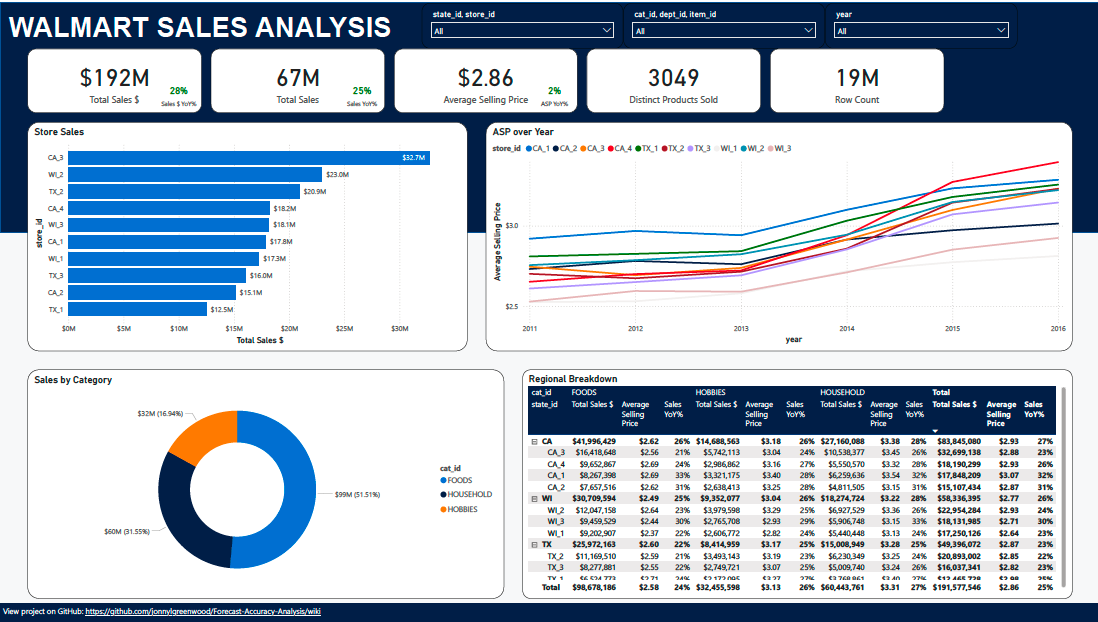 WALMART SALES ANALYSIS
state_id, store_id
All
cat_id, dept_id, item_id
All
year
All
$192M
Total Sales $
28%
Sales $ YoY%
67M
Total Sales
25%
Sales YoY%
$2.86
Average Selling Price
2%
ASP YoY%
3049
Distinct Products Sold
19M
Row Count
Store Sales
store_id
CA_3 $32.7M
WI_2 $23.0M
TX_2 $20.9M
CA_4 $18.2M
WI_3 $18.1M
CA_1 $17.8M
WI_1 $17.3M
TX_3 $16.0M
CA_2 $15.1M
TX_1 $12.5M
$0M $5M $10M $15M $20M $25M $30M
Total Sales $
ASP over Year
store_id CA_1 CA_2 CA_3 CA_4 TX_1 TX_2 TX_3 WI_1 WI_2 WI_3
Average Selling Price
$3.0
$2.5
2011 2012 2013 2014 2015 2016
year
Sales by Category
$32M (16.94%)
$99M (51.51%)
$60M (31.55%)
cat_id
FOODS
HOUSEHOLD
HOBBIES
Regional Breakdown
cat_id FOODS HOBBIES HOUSEHOLD Total
state_id Total Sales $ Average Selling Price Sales YoY% Total Sales $ Average Selling Price Sales YoY% Total Sales $ Average Selling Price Sales YoY% Total Sales $ Average Selling Price Sales YoY%
CA $41,996,429 $2.62 26% $14,688,563 $3.18 26% $27,160,088 $3.38 28% $83,845,080 $2.93 27%
CA_3 $16,418,648 $2.56 21% $5,742,113 $3.04 24% $10,538,377 $3.45 26% $32,699,138 $2.88 23%
CA_4 $9,652,867 $2.69 24% $2,986,862 $3.16 27% $5,550,570 $3.32 28% $18,190,299 $2.93 26%
CA_1 $8,267,398 $2.69 33% $3,321,175 $3.40 28% $6,259,636 $3.54 32% $17,848,209 $3.07 32%
CA_2 $7,657,516 $2.62 31% $2,638,413 $3.25 28% $4,811,505 $3.15 31% $15,107,434 $2.87 31%
WI $30,709,594 $2.49 25% $9,352,077 $3.04 26% $18,274,724 $3.22 28% $58,336,395 $2.77 26%
WI_2 $12,047,158 $2.64 23% $3,979,598 $3.29 25% $6,927,529 $3.36 26% $22,954,284 $2.93 24%
WI_3 $9,459,529 $2.44 30% $2,765,708 $2.93 29% $5,906,748 $3.15 33% $18,131,985 $2.71 30%
WI_1 $9,202,907 $2.37 22% $2,606,772 $2.82 24% $5,440,448 $3.13 24% $17,250,126 $2.64 23%
TX $25,972,163 $2.60 22% $8,414,959 $3.17 25% $15,008,949 $3.28 25% $49,396,072 $2.87 23%
TX_2 $11,169,510 $2.59 21% $3,493,143 $3.19 23% $6,230,349 $3.25 24% $20,893,002 $2.85 22%
TX_3 $8,277,881 $2.55 22% $2,749,721 $3.07 25% $5,009,740 $3.24 26% $16,037,341 $2.82 23%
TX_1 $6,524,773 $2.71 24% $2,172,095 $3.27 27% $3,768,861 $3.40 27% $12,465,728 $2.98 25%
Total $98,678,186 $2.58 24% $32,455,598 $3.13 26% $60,443,761 $3.31 27% $191,577,546 $2.86 25%
View project on GitHub: https://github.com/jonnylgreenwood/Forecast-Accuracy-Analysis/wiki